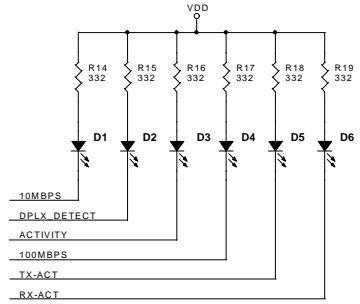 VDD
R14 R15 R16 R17 R18 R19
332 332 332 332 332 332
D1 D2 D3 D4 D5 D6
10MBPS
DPLX_DETECT
ACTIVITY
100MBPS
TX-ACT
RX-ACT